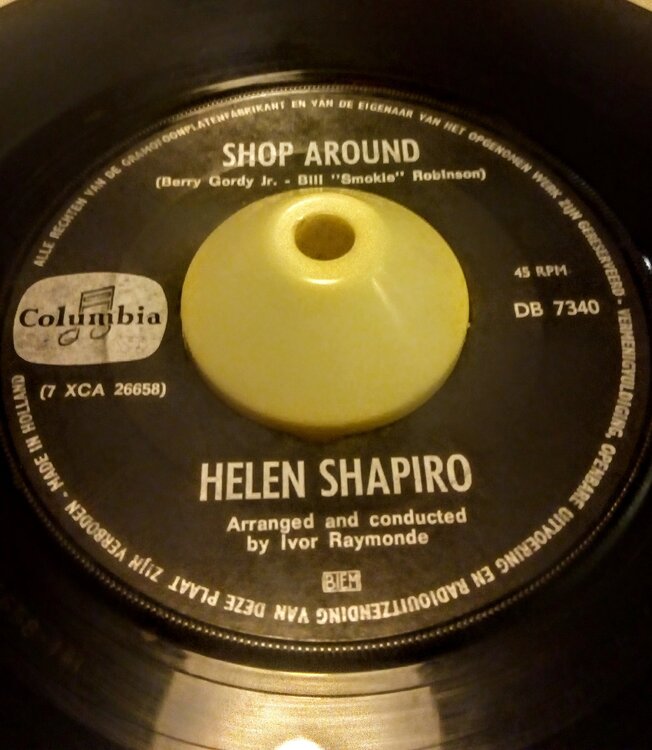 ALLE RECHTEN VAN DE GRAMOFOONPLATENFABRIKANT EN VAN DE EIGENAAR VAN HET OPGENOMEN WERK ZIJN GERESERVEERD - VERMENIGVULDIGING, OPENBARE UITVOERING EN RADIOUITZENDING VAN DEZE PLAAT ZIJN VERBODEN - MADE IN HOLLAND
SHOP AROUND
(Berry Gordy Jr. - Bill "Smokie" Robinson)
45 RPM
DB 7340
Columbia
(7 XCA 26658)
HELEN SHAPIRO
Arranged and conducted
by Ivor Raymonde
BIEM